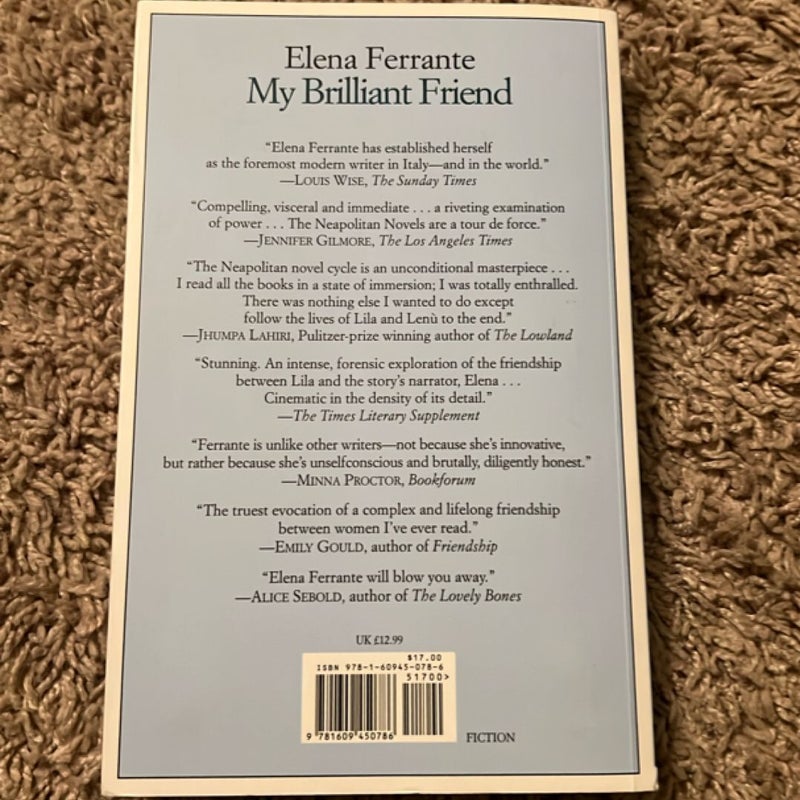 Elena Ferrante
My Brilliant Friend
“Elena Ferrante has established herself
as the foremost modern writer in Italy—and in the world.”
—LOUIS WISE, The Sunday Times
“Compelling, visceral and immediate . . . a riveting examination
of power . . . The Neapolitan Novels are a tour de force.”
—JENNIFER GILMORE, The Los Angeles Times
“The Neapolitan novel cycle is an unconditional masterpiece . . .
I read all the books in a state of immersion; I was totally enthralled.
There was nothing else I wanted to do except
follow the lives of Lila and Lenù to the end.”
—JHUMPA LAHIRI, Pulitzer-prize winning author of The Lowland
“Stunning. An intense, forensic exploration of the friendship
between Lila and the story’s narrator, Elena . . .
Cinematic in the density of its detail.”
—The Times Literary Supplement
“Ferrante is unlike other writers—not because she’s innovative,
but rather because she’s unselfconscious and brutally, diligently honest.”
—MINNA PROCTOR, Bookforum
“The truest evocation of a complex and lifelong friendship
between women I’ve ever read.”
—EMILY GOULD, author of Friendship
“Elena Ferrante will blow you away.”
—ALICE SEBOLD, author of The Lovely Bones
UK £12.99
$17.00
ISBN 978-1-60945-078-6
51700>
9 781609 450786
FICTION